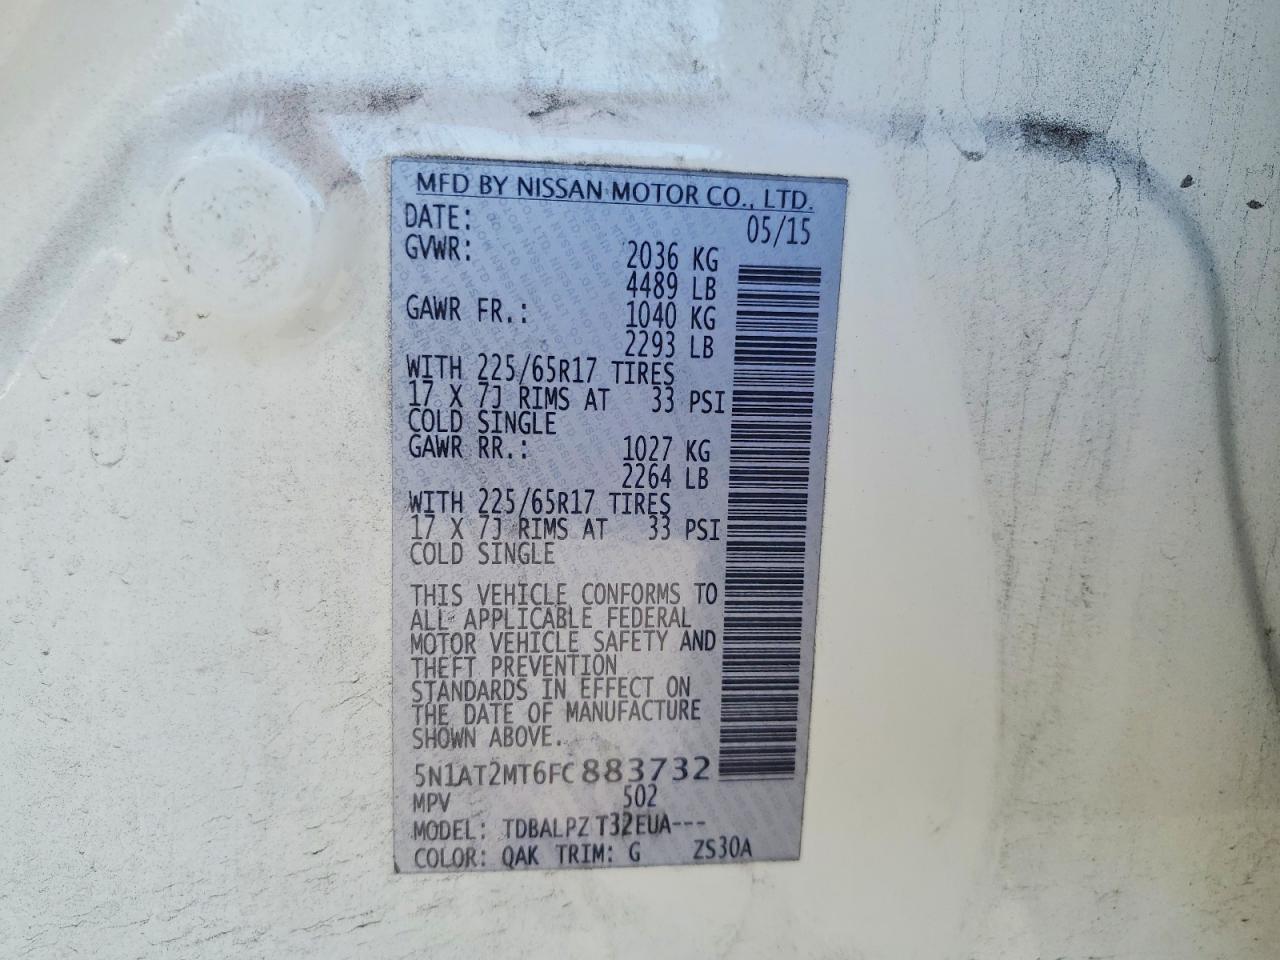 MFD BY NISSAN MOTOR CO., LTD.
DATE: 05/15
GVWR: 2036 KG
4489 LB
GAWR FR.: 1040 KG
2293 LB
WITH 225/65R17 TIRES
17 X 7J RIMS AT 33 PSI
COLD SINGLE
GAWR RR.: 1027 KG
2264 LB
WITH 225/65R17 TIRES
17 X 7J RIMS AT 33 PSI
COLD SINGLE
THIS VEHICLE CONFORMS TO
ALL APPLICABLE FEDERAL
MOTOR VEHICLE SAFETY AND
THEFT PREVENTION
STANDARDS IN EFFECT ON
THE DATE OF MANUFACTURE
SHOWN ABOVE.
5N1AT2MT6FC883732
MPV 502
MODEL: TDBALPZ T32EUA---
COLOR: QAK TRIM: G ZS30A